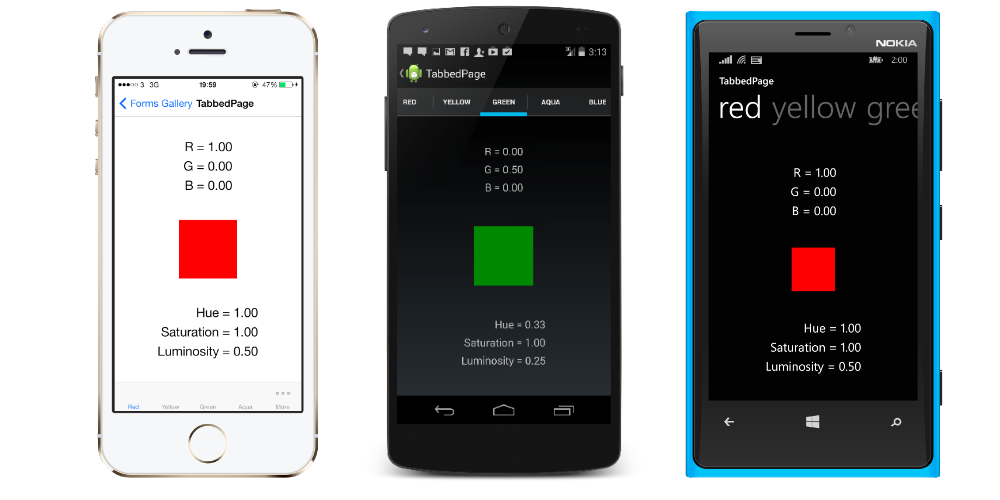 ●●●○○ 3 3G 19:59 47%
Forms Gallery TabbedPage
R = 1.00
G = 0.00
B = 0.00
Hue = 1.00
Saturation = 1.00
Luminosity = 0.50
Red Yellow Green Aqua More
3G 3:13
TabbedPage
RED YELLOW GREEN AQUA BLUE
R = 0.00
G = 0.50
B = 0.00
Hue = 0.33
Saturation = 1.00
Luminosity = 0.25
NOKIA
2:00
TabbedPage
red yellow gree
R = 1.00
G = 0.00
B = 0.00
Hue = 1.00
Saturation = 1.00
Luminosity = 0.50